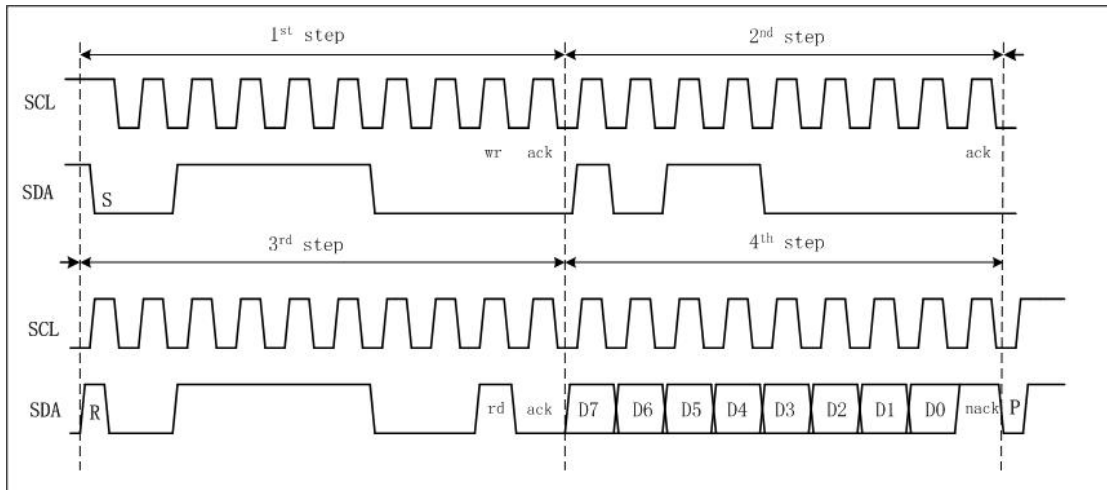 1st step 2nd step
SCL
wr ack ack
SDA S
3rd step 4th step
SCL
SDA R rd ack D7 D6 D5 D4 D3 D2 D1 D0 nack P